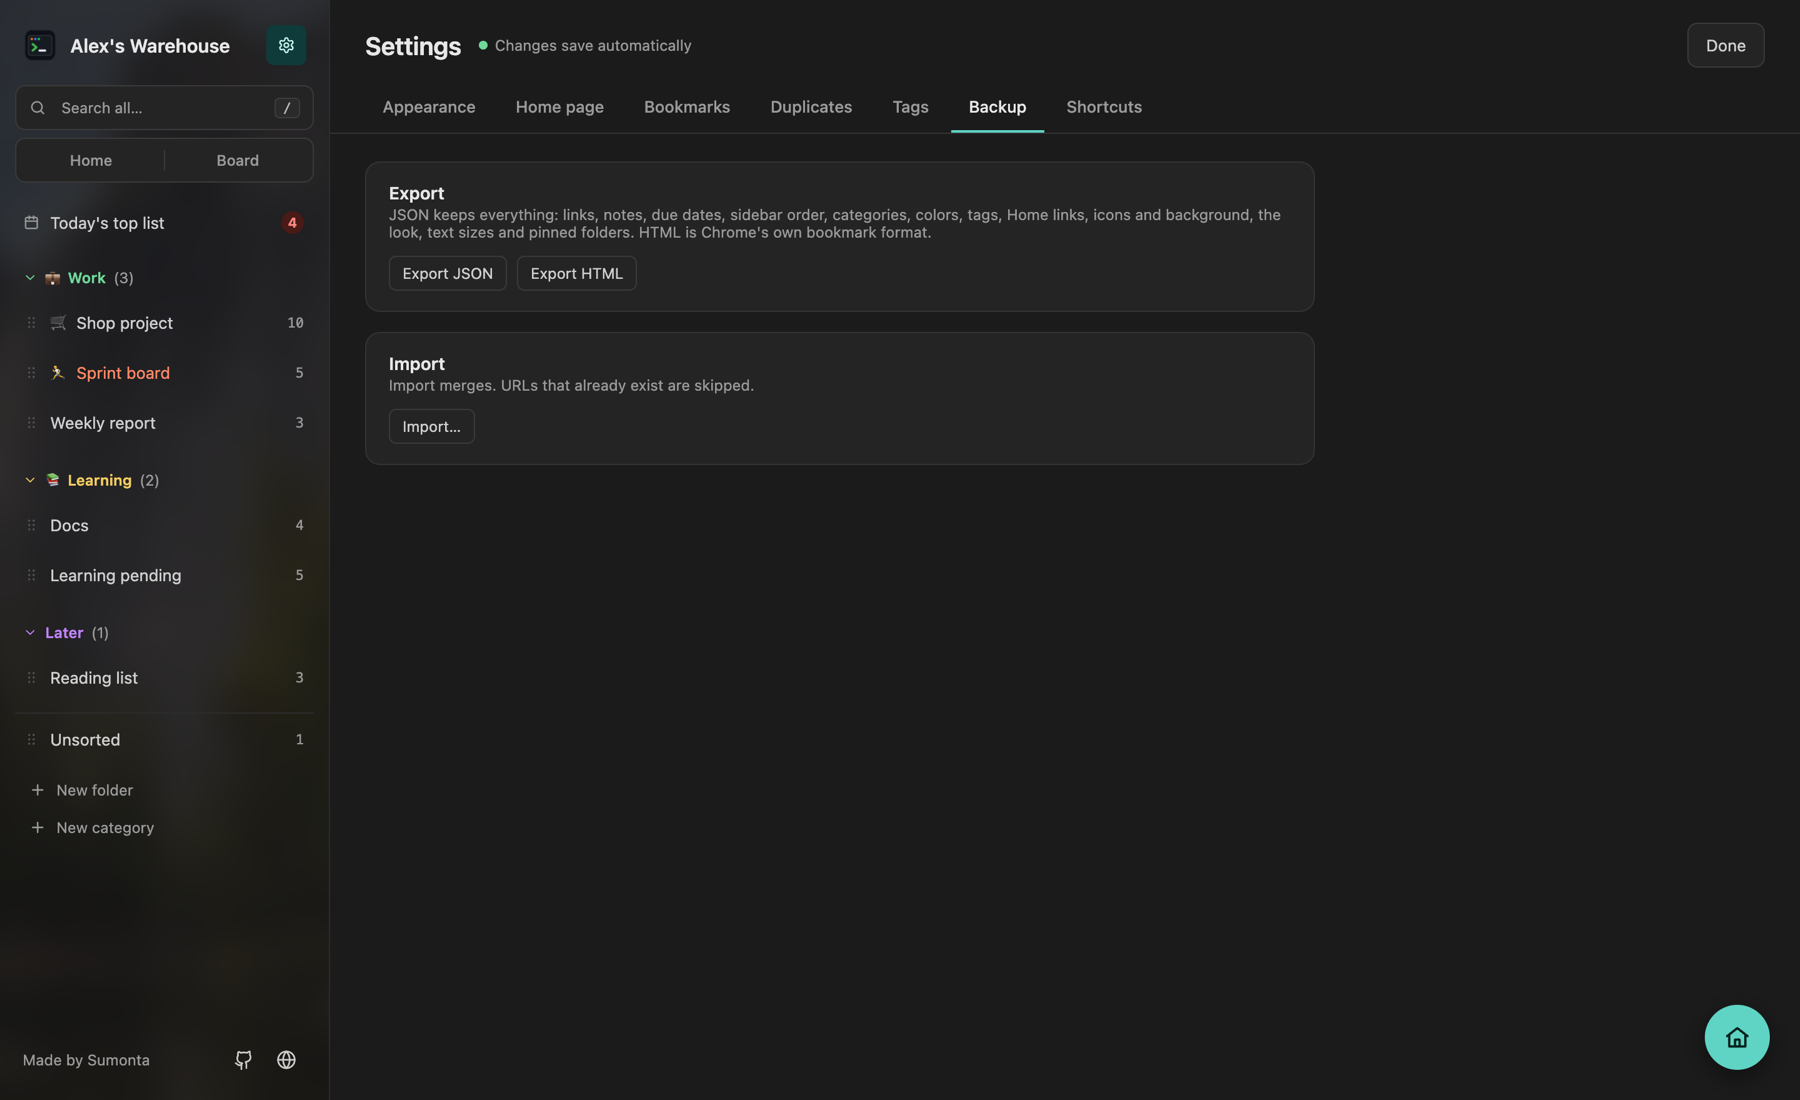 Alex's Warehouse
Search all...
/
Home
Board
Today's top list
4
Work (3)
Shop project
10
Sprint board
5
Weekly report
3
Learning (2)
Docs
4
Learning pending
5
Later (1)
Reading list
3
Unsorted
1
New folder
New category
Made by Sumonta
Settings
Changes save automatically
Done
Appearance
Home page
Bookmarks
Duplicates
Tags
Backup
Shortcuts
Export
JSON keeps everything: links, notes, due dates, sidebar order, categories, colors, tags, Home links, icons and background, the
look, text sizes and pinned folders. HTML is Chrome's own bookmark format.
Export JSON
Export HTML
Import
Import merges. URLs that already exist are skipped.
Import...